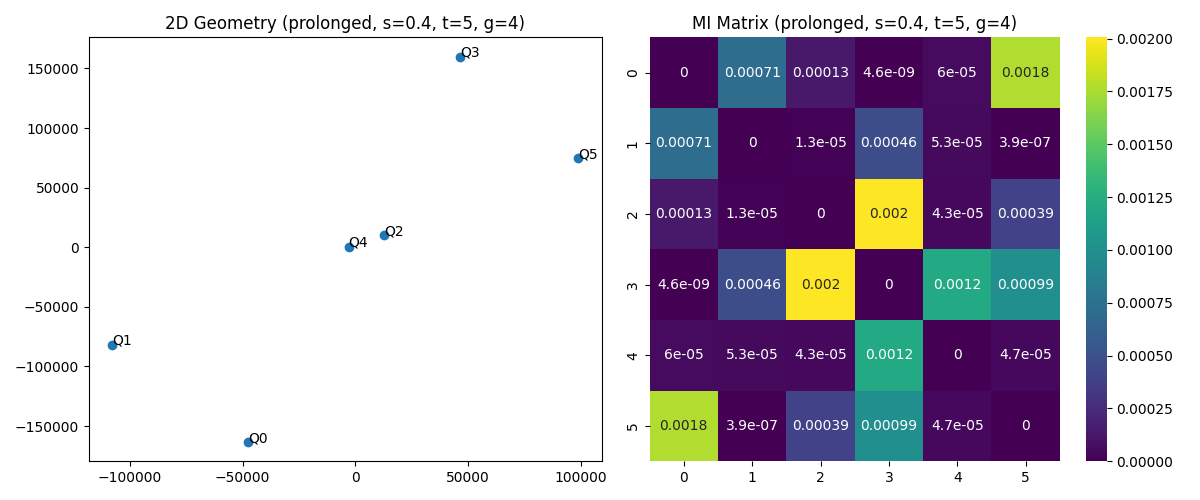 2D Geometry (prolonged, s=0.4, t=5, g=4)
150000
100000
50000
0
−50000
−100000
−150000
−100000 −50000 0 50000 100000
Q3
Q5
Q2
Q4
Q1
Q0
MI Matrix (prolonged, s=0.4, t=5, g=4)
0 0 0.00071 0.00013 4.6e-09 6e-05 0.0018
1 0.00071 0 1.3e-05 0.00046 5.3e-05 3.9e-07
2 0.00013 1.3e-05 0 0.002 4.3e-05 0.00039
3 4.6e-09 0.00046 0.002 0 0.0012 0.00099
4 6e-05 5.3e-05 4.3e-05 0.0012 0 4.7e-05
5 0.0018 3.9e-07 0.00039 0.00099 4.7e-05 0
0 1 2 3 4 5
0.00200
0.00175
0.00150
0.00125
0.00100
0.00075
0.00050
0.00025
0.00000